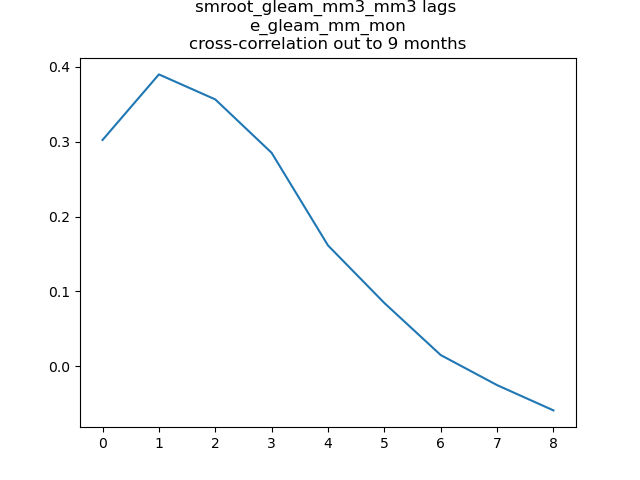 smroot_gleam_mm3_mm3 lags
e_gleam_mm_mon
cross-correlation out to 9 months
0.4
0.3
0.2
0.1
0.0
0 1 2 3 4 5 6 7 8